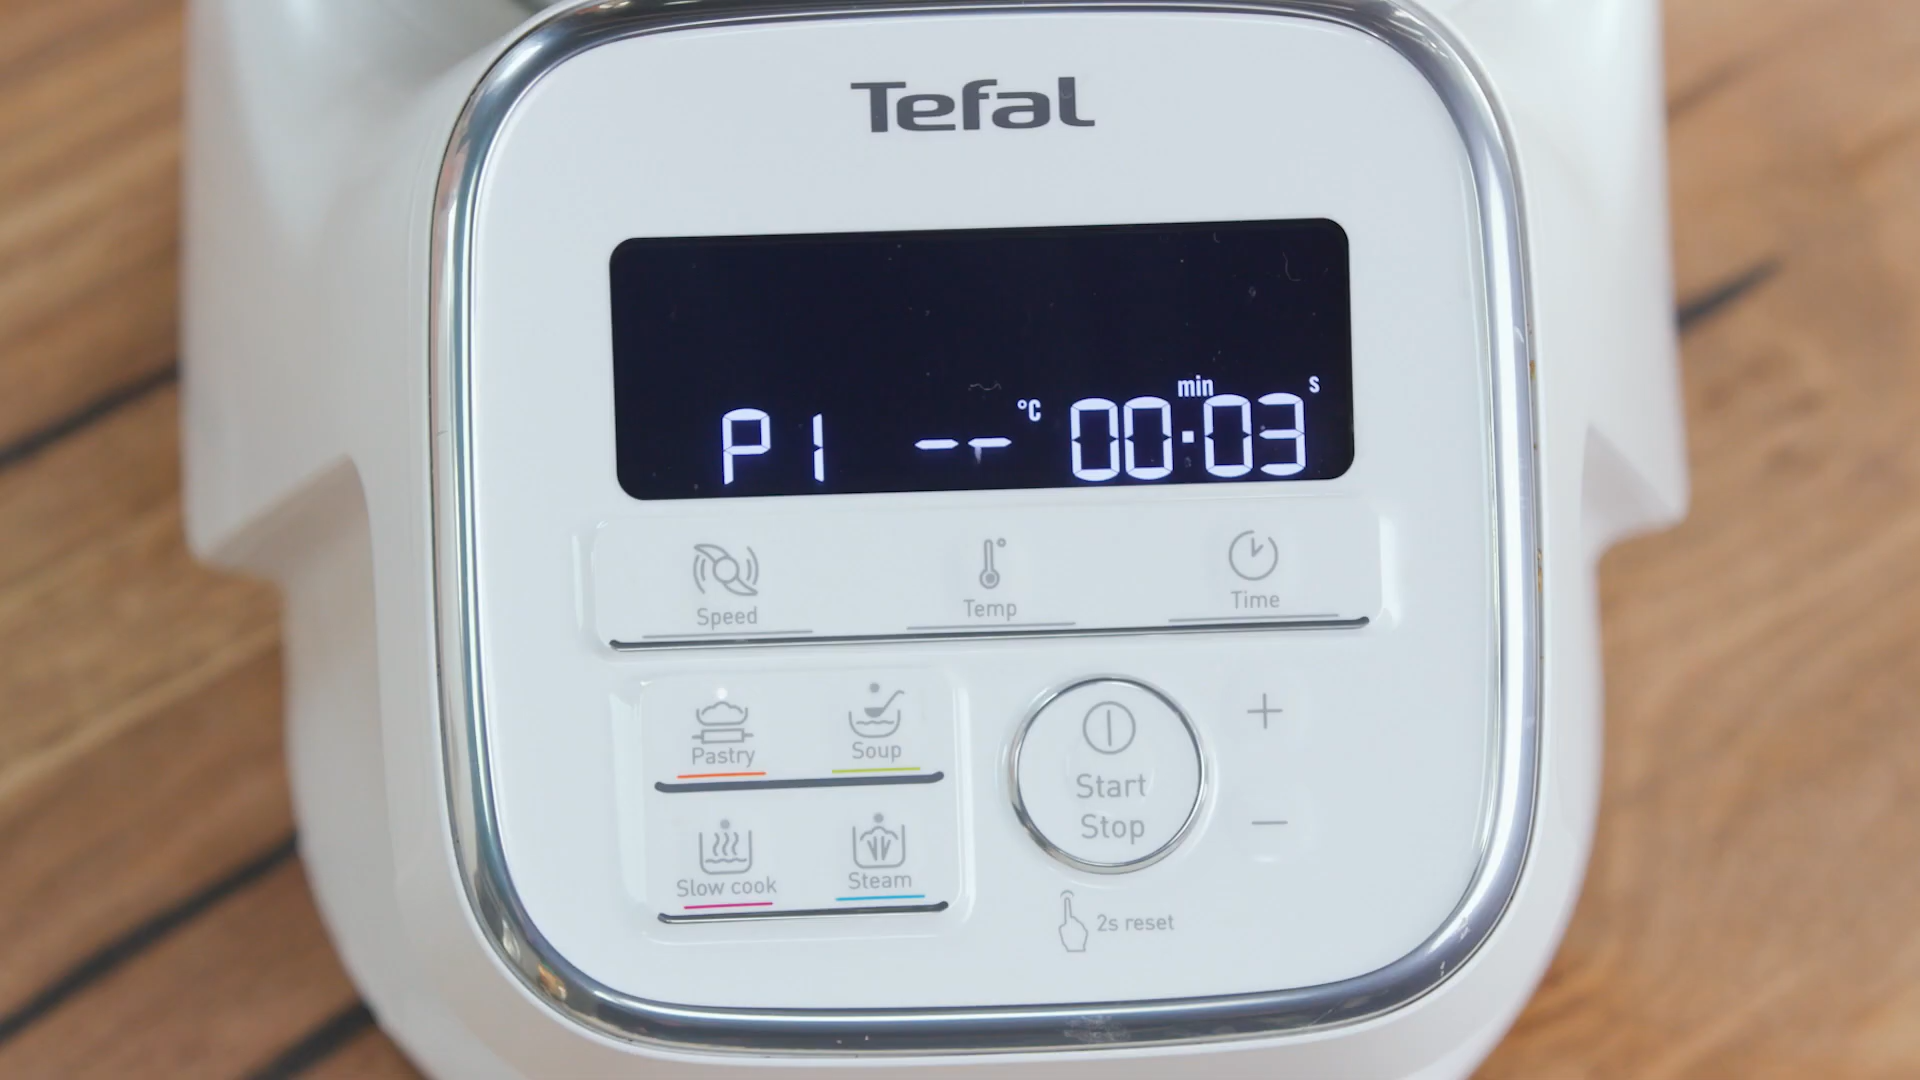 Tefal
P1 -- °C 00:03 min s
Speed Temp Time
Pastry Soup
Start
Stop
Slow cook Steam
2s reset